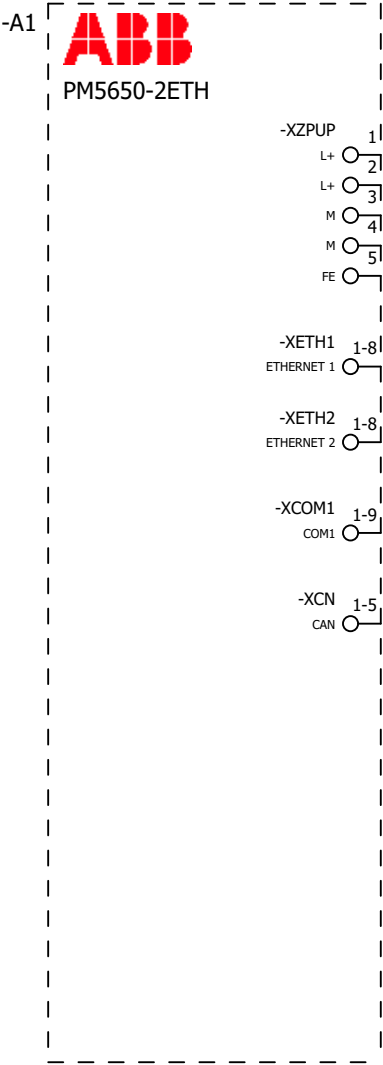 -A1
ABB
PM5650-2ETH
-XZPUP
1
L+
2
L+
3
M
4
M
5
FE
-XETH1
1-8
ETHERNET 1
-XETH2
1-8
ETHERNET 2
-XCOM1
1-9
COM1
-XCN
1-5
CAN